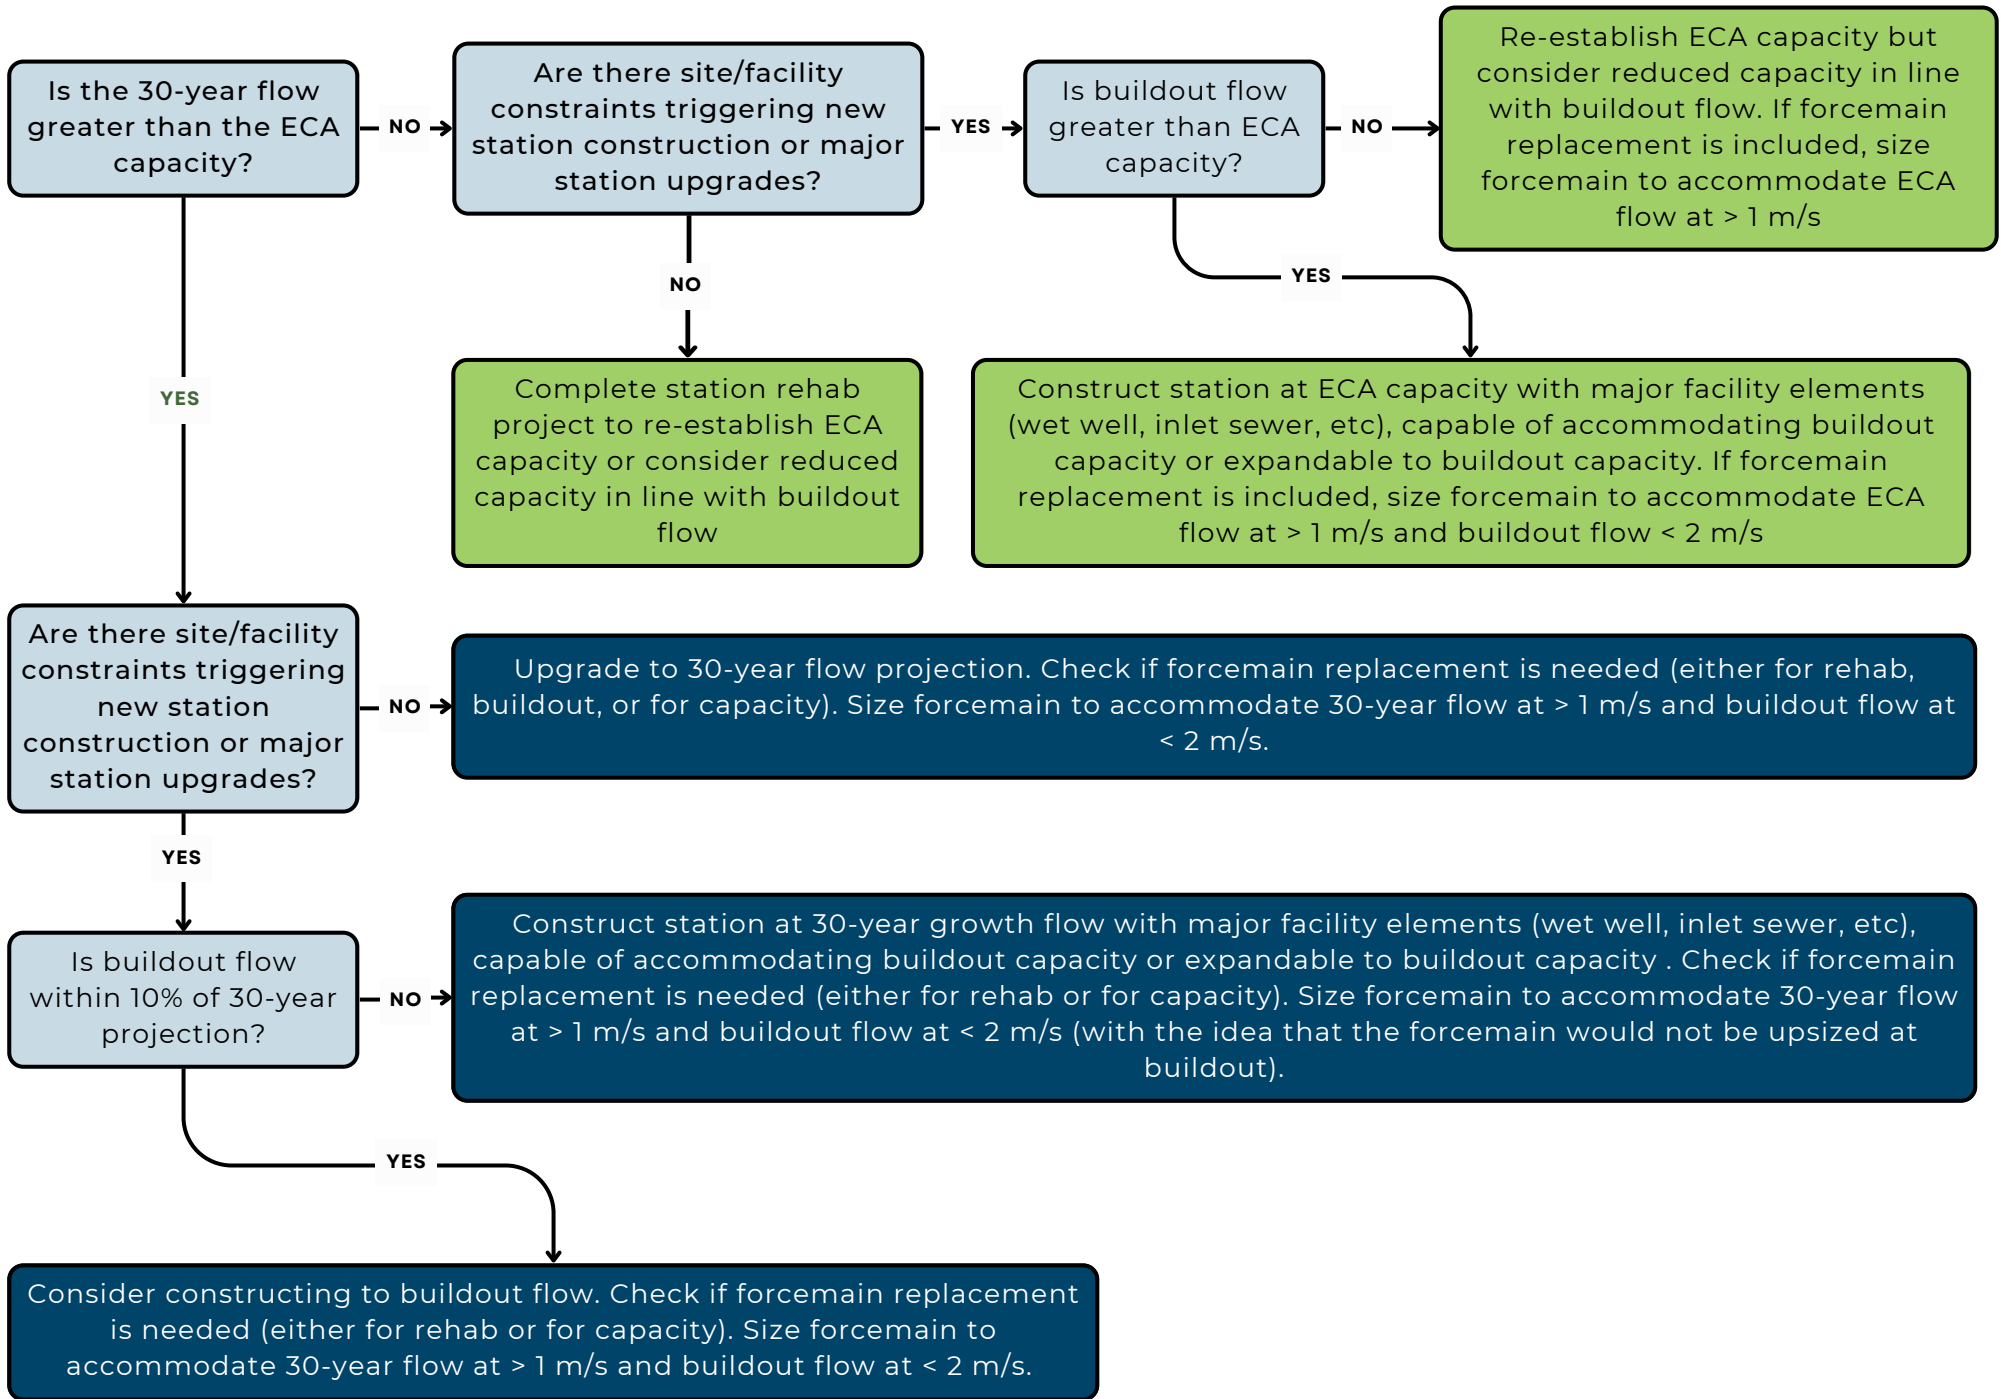 Is the 30-year flow
greater than the ECA
capacity?
NO
Are there site/facility
constraints triggering new
station construction or major
station upgrades?
YES
Is buildout flow
greater than ECA
capacity?
NO
Re-establish ECA capacity but
consider reduced capacity in line
with buildout flow. If forcemain
replacement is included, size
forcemain to accommodate ECA
flow at > 1 m/s
YES
NO
YES
Complete station rehab
project to re-establish ECA
capacity or consider reduced
capacity in line with buildout
flow
Construct station at ECA capacity with major facility elements
(wet well, inlet sewer, etc), capable of accommodating buildout
capacity or expandable to buildout capacity. If forcemain
replacement is included, size forcemain to accommodate ECA
flow at > 1 m/s and buildout flow < 2 m/s
Are there site/facility
constraints triggering
new station
construction or major
station upgrades?
NO
Upgrade to 30-year flow projection. Check if forcemain replacement is needed (either for rehab,
buildout, or for capacity). Size forcemain to accommodate 30-year flow at > 1 m/s and buildout flow at
< 2 m/s.
YES
Is buildout flow
within 10% of 30-year
projection?
NO
Construct station at 30-year growth flow with major facility elements (wet well, inlet sewer, etc),
capable of accommodating buildout capacity or expandable to buildout capacity . Check if forcemain
replacement is needed (either for rehab or for capacity). Size forcemain to accommodate 30-year flow
at > 1 m/s and buildout flow at < 2 m/s (with the idea that the forcemain would not be upsized at
buildout).
YES
Consider constructing to buildout flow. Check if forcemain replacement
is needed (either for rehab or for capacity). Size forcemain to
accommodate 30-year flow at > 1 m/s and buildout flow at < 2 m/s.